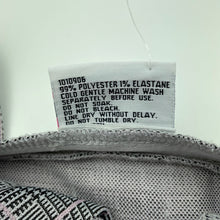 1010906
99% POLYESTER 1% ELASTANE
COLD GENTLE MACHINE WASH
SEPARATELY BEFORE USE.
DO NOT SOAK.
DO NOT BLEACH.
LINE DRY WITHOUT DELAY.
DO NOT TUMBLE DRY.